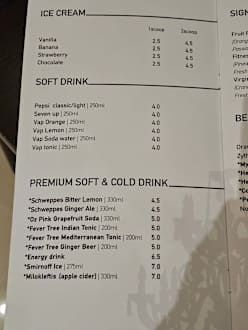 ICE CREAM 1scoop 2scoop
Vanilla 2.5 4.5
Banana 2.5 4.5
Strawberry 2.5 4.5
Chocolate 2.5 4.5
SOFT DRINK
Pepsi classic/light | 250ml 4.0
Seven up | 250ml 4.0
Vap Orange | 250ml 4.0
Vap Lemon | 250ml 4.0
Vap Soda water | 250ml 4.0
Vap tonic | 250ml 4.0
PREMIUM SOFT & COLD DRINK
*Schweppes Bitter Lemon | 330ml 4.5
*Schweppes Ginger Ale | 330ml 4.5
*Oz Pink Grapefruit Soda | 330ml 5.0
*Fever Tree Indian Tonic | 200ml 5.0
*Fever Tree Mediterranean Tonic | 200ml 5.0
*Fever Tree Ginger Beer | 200ml 5.0
*Energy drink 6.5
*Smirnoff Ice | 275ml 7.0
*Milokleftis (apple cider) | 330ml 7.0
SIG
Fruit
Fitness
Virgin
BE